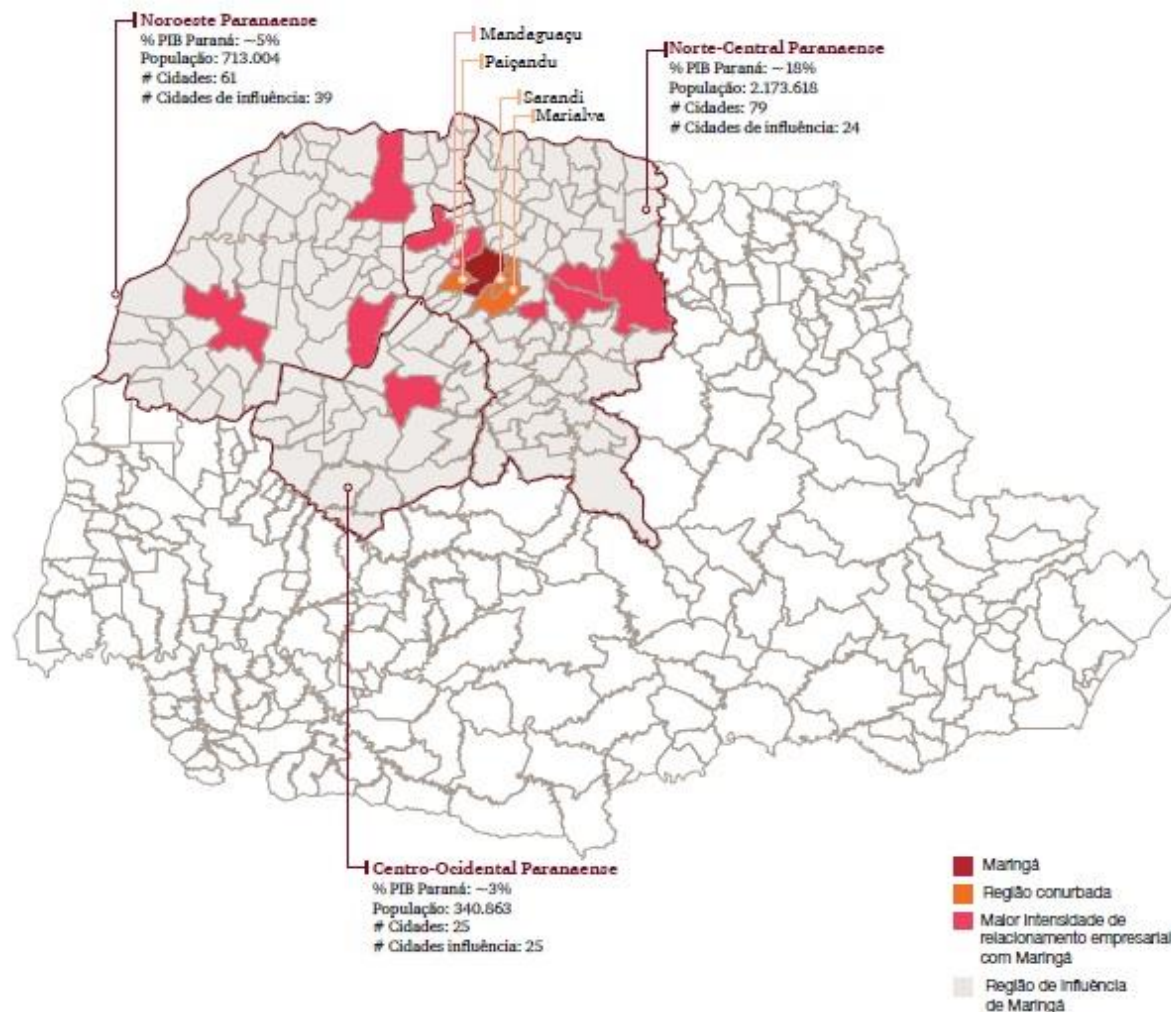 Noroeste Paranaense
% PIB Paraná: ~5%
População: 713.004
# Cidades: 61
# Cidades de influência: 39
Mandaguaçu
Paiçandu
Sarandi
Marialva
Norte-Central Paranaense
% PIB Paraná: ~18%
População: 2.173.618
# Cidades: 79
# Cidades de influência: 24
Centro-Ocidental Paranaense
% PIB Paraná: ~3%
População: 340.863
# Cidades: 25
# Cidades influência: 25
Maringá
Região conurbada
Maior intensidade de
relacionamento empresarial
com Maringá
Região de influência
de Maringá